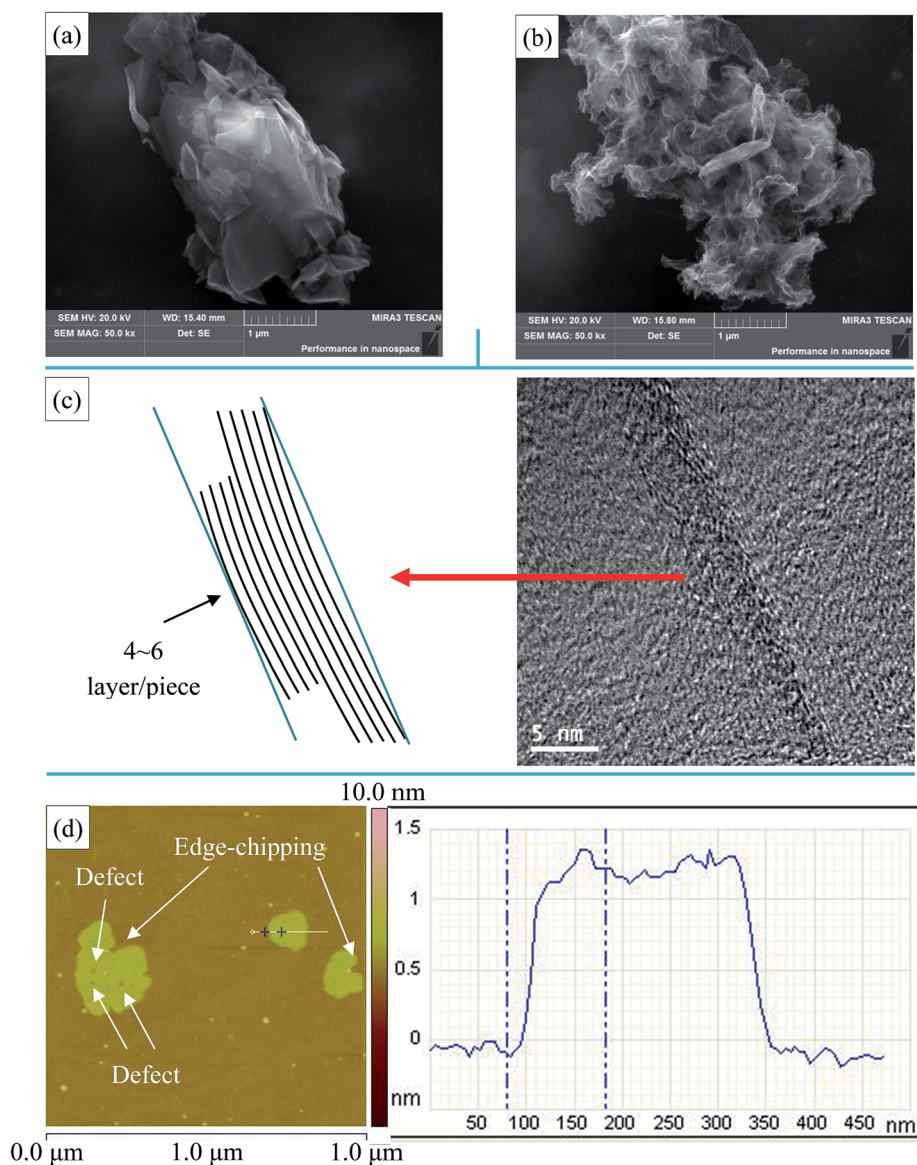 (a)
SEM HV: 20.0 kV WD: 15.40 mm MIRA3 TESCAN
SEM MAG: 50.0 kx Det: SE 1 µm
Performance in nanospace
(b)
SEM HV: 20.0 kV WD: 15.80 mm MIRA3 TESCAN
SEM MAG: 50.0 kx Det: SE 1 µm
Performance in nanospace
(c)
4~6
layer/piece
5 nm
(d)
10.0 nm
Edge-chipping
Defect
Defect
0.0 µm 1.0 µm 1.0 µm
1.5
1
0.5
0
nm
50 100 150 200 250 300 350 400 450 nm